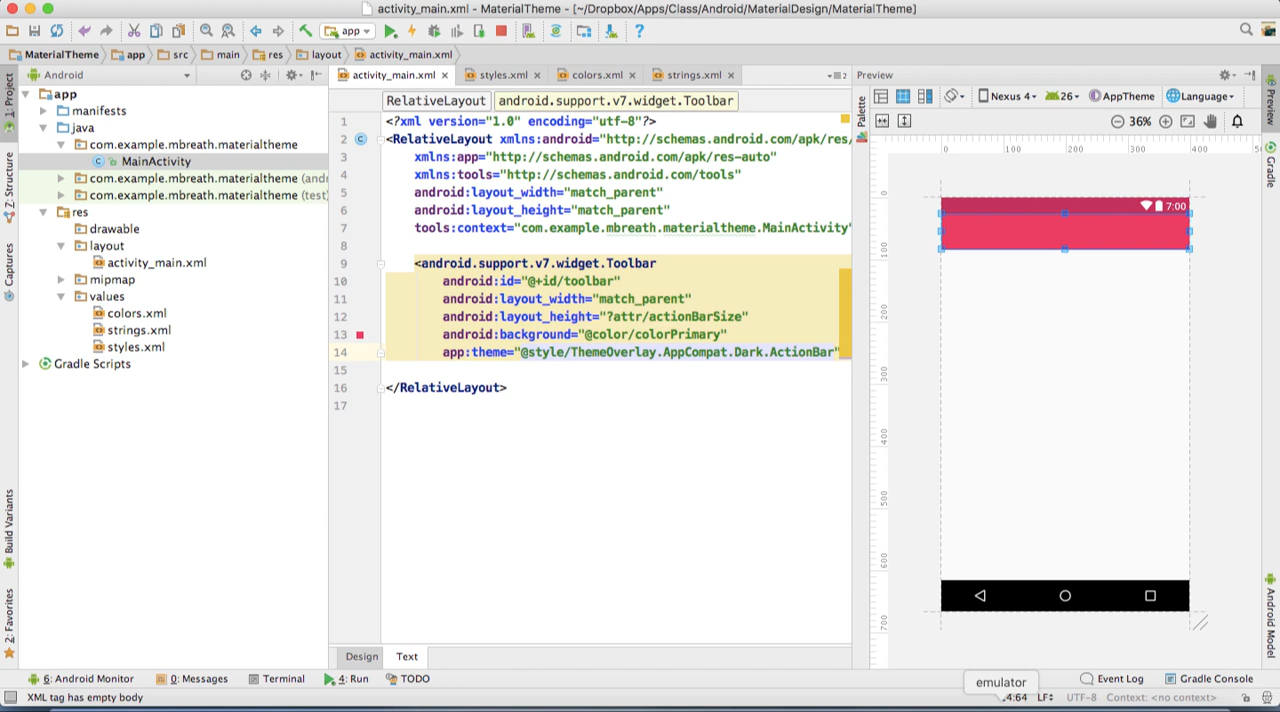 activity_main.xml - MaterialTheme - [~/Dropbox/Apps/Class/Android/MaterialDesign/MaterialTheme]
app
MaterialTheme app src main res layout activity_main.xml
Android
activity_main.xml styles.xml colors.xml strings.xml
Preview
1: Project
Z: Structure
Captures
Build Variants
2: Favorites
app
manifests
java
com.example.mbreath.materialtheme
MainActivity
com.example.mbreath.materialtheme (andr
com.example.mbreath.materialtheme (test)
res
drawable
layout
activity_main.xml
mipmap
values
colors.xml
strings.xml
styles.xml
Gradle Scripts
RelativeLayout android.support.v7.widget.Toolbar
1 <?xml version="1.0" encoding="utf-8"?>
2 <RelativeLayout xmlns:android="http://schemas.android.com/apk/res/
3 xmlns:app="http://schemas.android.com/apk/res-auto"
4 xmlns:tools="http://schemas.android.com/tools"
5 android:layout_width="match_parent"
6 android:layout_height="match_parent"
7 tools:context="com.example.mbreath.materialtheme.MainActivity"
8
9 <android.support.v7.widget.Toolbar
10 android:id="@+id/toolbar"
11 android:layout_width="match_parent"
12 android:layout_height="?attr/actionBarSize"
13 android:background="@color/colorPrimary"
14 app:theme="@style/ThemeOverlay.AppCompat.Dark.ActionBar"
15
16 </RelativeLayout>
17
Design Text
Palette
Nexus 4 26 AppTheme Language
36%
0 100 200 300 400 50
0
100
200
300
400
500
600
700
7:00
Preview
Gradle
Android Model
6: Android Monitor 0: Messages Terminal 4: Run TODO
Event Log Gradle Console
emulator
XML tag has empty body
4:64 LF UTF-8 Context: <no context>